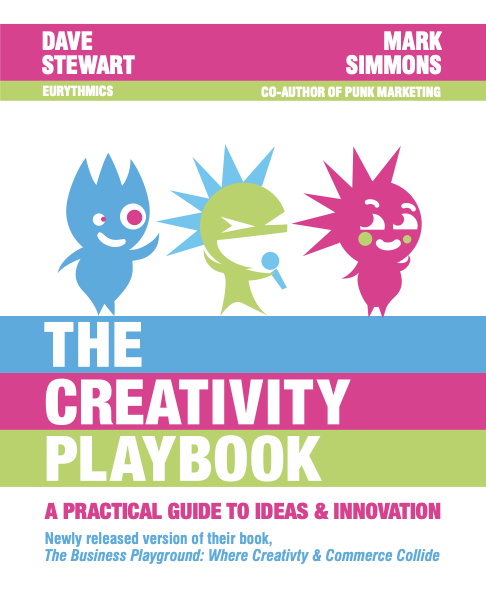 DAVE
STEWART
EURYTHMICS
MARK
SIMMONS
CO-AUTHOR OF PUNK MARKETING
THE
CREATIVITY
PLAYBOOK
A PRACTICAL GUIDE TO IDEAS & INNOVATION
Newly released version of their book,
The Business Playground: Where Creativty & Commerce Collide